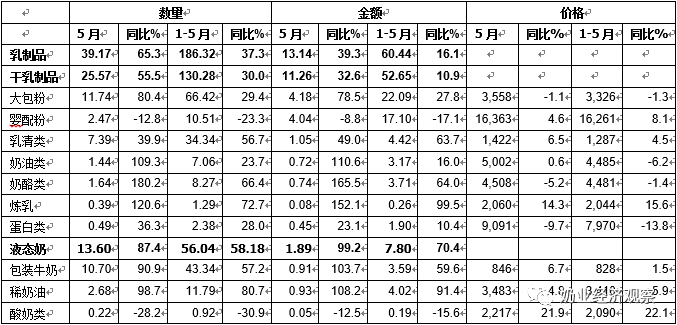 数量 金额 价格
5月 同比% 1-5月 同比% 5月 同比% 1-5月 同比% 5月 同比% 1-5月 同比%
乳制品 39.17 65.3 186.32 37.3 13.14 39.3 60.44 16.1
干乳制品 25.57 55.5 130.28 30.0 11.26 32.6 52.65 10.9
大包粉 11.74 80.4 66.42 29.4 4.18 78.5 22.09 27.8 3,558 -1.1 3,326 -1.3
婴配粉 2.47 -12.8 10.51 -23.3 4.04 -8.8 17.10 -17.1 16,363 4.6 16,261 8.1
乳清类 7.39 39.9 34.34 56.7 1.05 49.0 4.42 63.7 1,422 6.5 1,287 4.5
奶油类 1.44 109.3 7.06 23.7 0.72 110.6 3.17 16.0 5,002 0.6 4,485 -6.2
奶酪类 1.64 180.2 8.27 66.4 0.74 165.5 3.71 64.0 4,508 -5.2 4,481 -1.4
炼乳 0.39 120.6 1.29 72.7 0.08 152.1 0.26 99.5 2,060 14.3 2,044 15.6
蛋白类 0.49 36.3 2.38 28.0 0.45 23.1 1.90 10.4 9,091 -9.7 7,970 -13.8
液态奶 13.60 87.4 56.04 58.18 1.89 99.2 7.80 70.4
包装牛奶 10.70 90.9 43.34 57.2 0.91 103.7 3.59 59.6 846 6.7 828 1.5
稀奶油 2.68 98.7 11.79 80.7 0.93 108.2 4.02 91.4 3,483 5.9
酸奶类 0.22 -28.2 0.92 -30.9 0.05 -12.5 0.19 -15.6 2,217 21.9 2,090 22.1
奶业经济观察